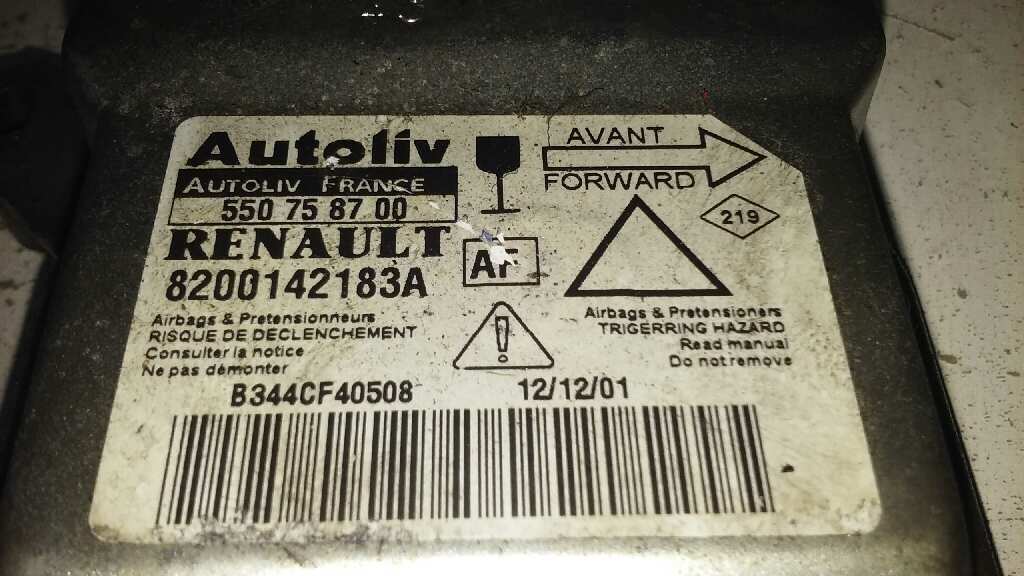 Autoliv
AUTOLIV FRANCE
550 75 87 00
RENAULT
8200142183A
AVANT
FORWARD
219
AF
Airbags & Pretensionneurs
RISQUE DE DECLENCHEMENT
Consulter la notice
Ne pas démonter
Airbags & Pretensioners
TRIGERRING HAZARD
Read manual
Do not remove
B344CF40508
12/12/01